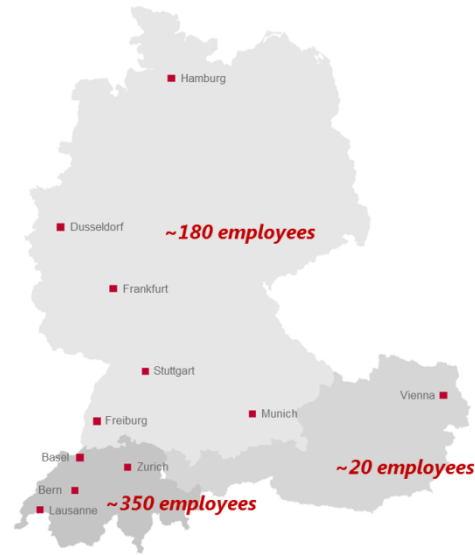 Hamburg
Dusseldorf
~180 employees
Frankfurt
Stuttgart
Vienna
Munich
Freiburg
Basel
Zurich
~20 employees
Bern
~350 employees
Lausanne